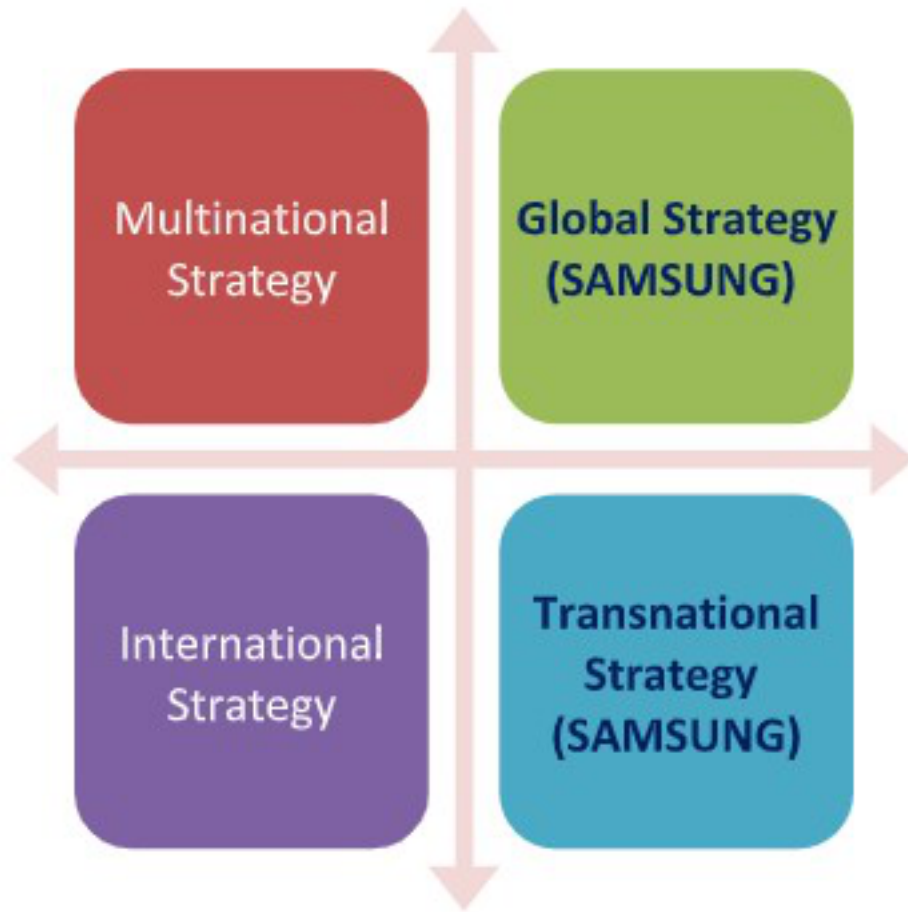 Multinational
Strategy
Global Strategy
(SAMSUNG)
International
Strategy
Transnational
Strategy
(SAMSUNG)